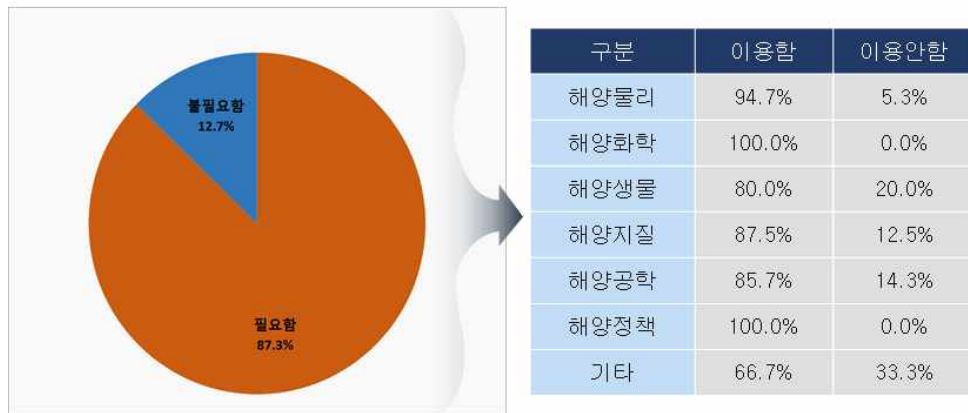 불필요함
12.7%
필요함
87.3%
구분 이용함 이용안함
해양물리 94.7% 5.3%
해양화학 100.0% 0.0%
해양생물 80.0% 20.0%
해양지질 87.5% 12.5%
해양공학 85.7% 14.3%
해양정책 100.0% 0.0%
기타 66.7% 33.3%